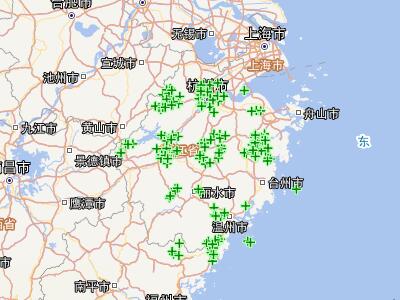 合肥市
无锡市
上海市
上海市
宣城市
杭州市
池州市
舟山市
九江市
黄山市
东
江省
景德镇市
南昌市
丽水市
台州市
鹰潭市
西省
温州市
南平市
福州市